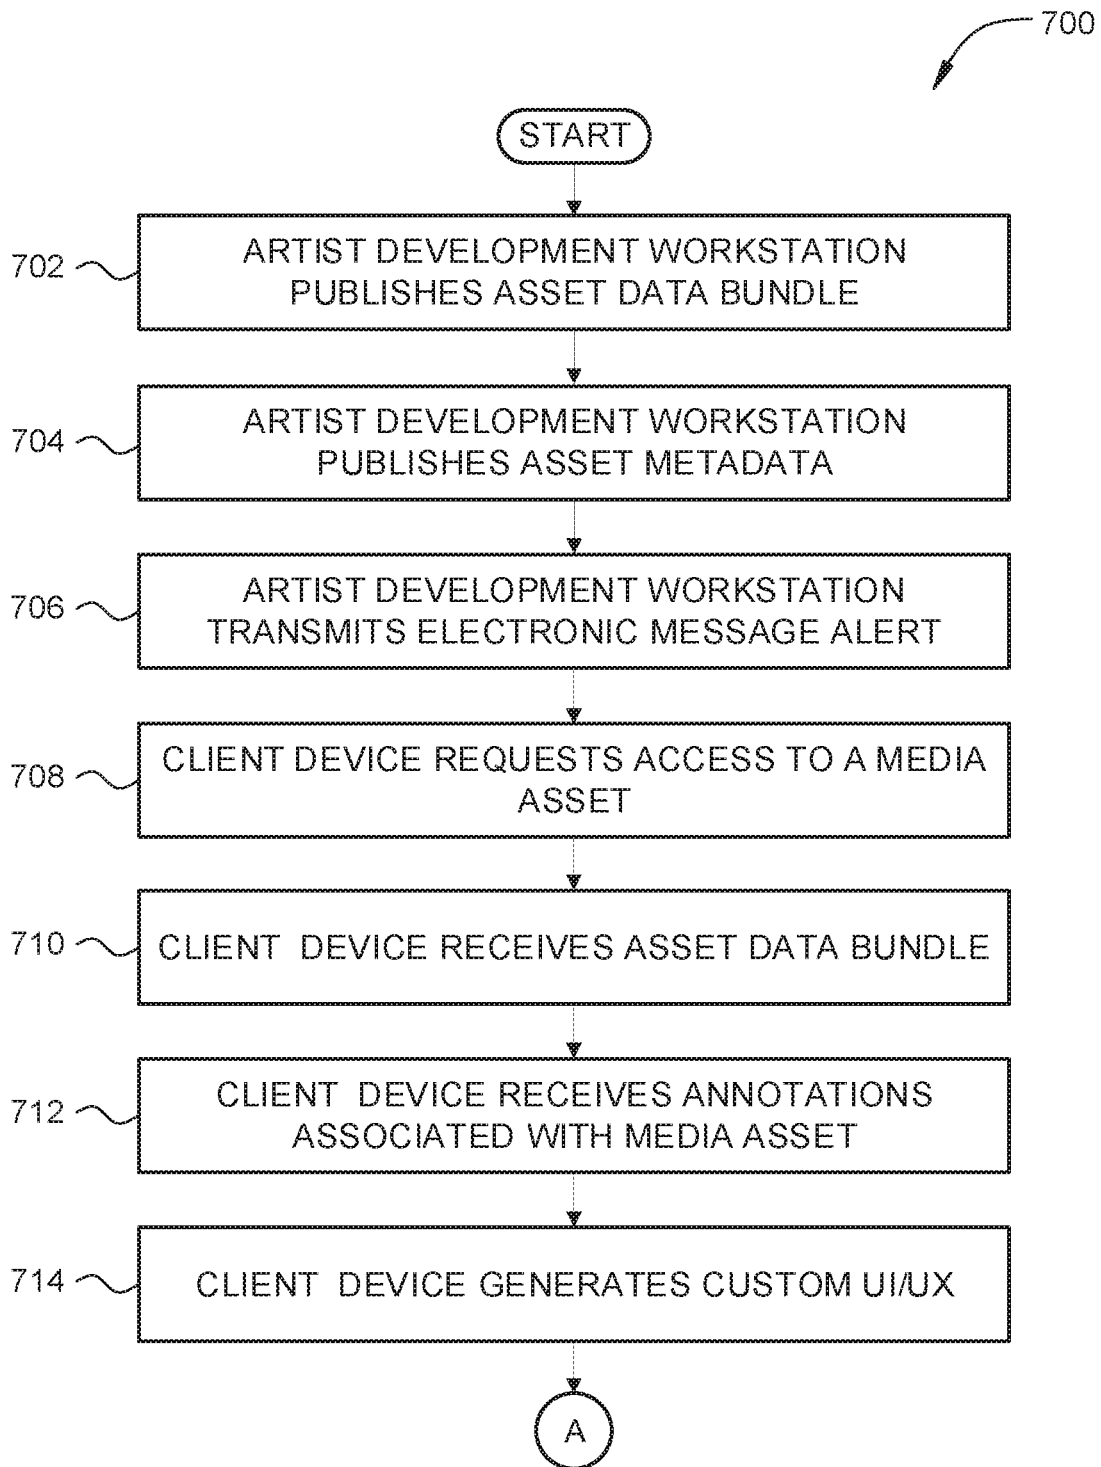 700
START
702
ARTIST DEVELOPMENT WORKSTATION
PUBLISHES ASSET DATA BUNDLE
704
ARTIST DEVELOPMENT WORKSTATION
PUBLISHES ASSET METADATA
706
ARTIST DEVELOPMENT WORKSTATION
TRANSMITS ELECTRONIC MESSAGE ALERT
708
CLIENT DEVICE REQUESTS ACCESS TO A MEDIA
ASSET
710
CLIENT DEVICE RECEIVES ASSET DATA BUNDLE
712
CLIENT DEVICE RECEIVES ANNOTATIONS
ASSOCIATED WITH MEDIA ASSET
714
CLIENT DEVICE GENERATES CUSTOM UI/UX
A